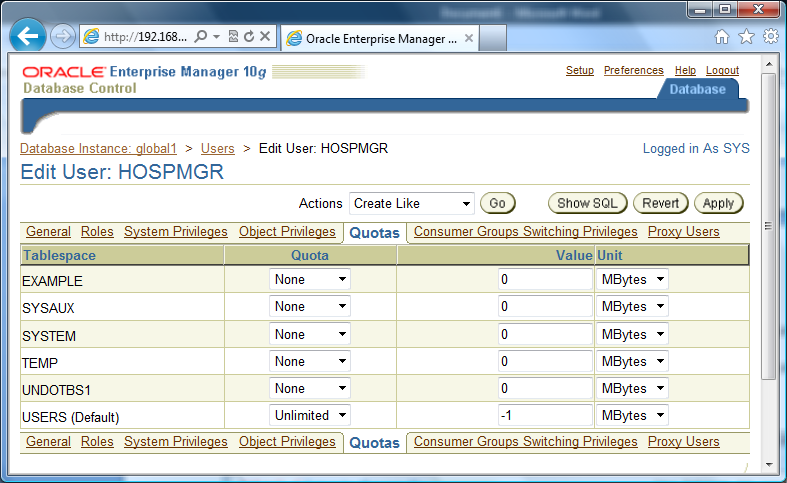 Document - Microsoft Word
http://192.168...
Oracle Enterprise Manager ...
ORACLE Enterprise Manager 10g
Database Control
Setup Preferences Help Logout
Database
Database Instance: global1 > Users > Edit User: HOSPMGR
Logged in As SYS
Edit User: HOSPMGR
Actions Create Like Go Show SQL Revert Apply
General Roles System Privileges Object Privileges Quotas Consumer Groups Switching Privileges Proxy Users
Tablespace Quota Value Unit
EXAMPLE None 0 MBytes
SYSAUX None 0 MBytes
SYSTEM None 0 MBytes
TEMP None 0 MBytes
UNDOTBS1 None 0 MBytes
USERS (Default) Unlimited -1 MBytes
General Roles System Privileges Object Privileges Quotas Consumer Groups Switching Privileges Proxy Users